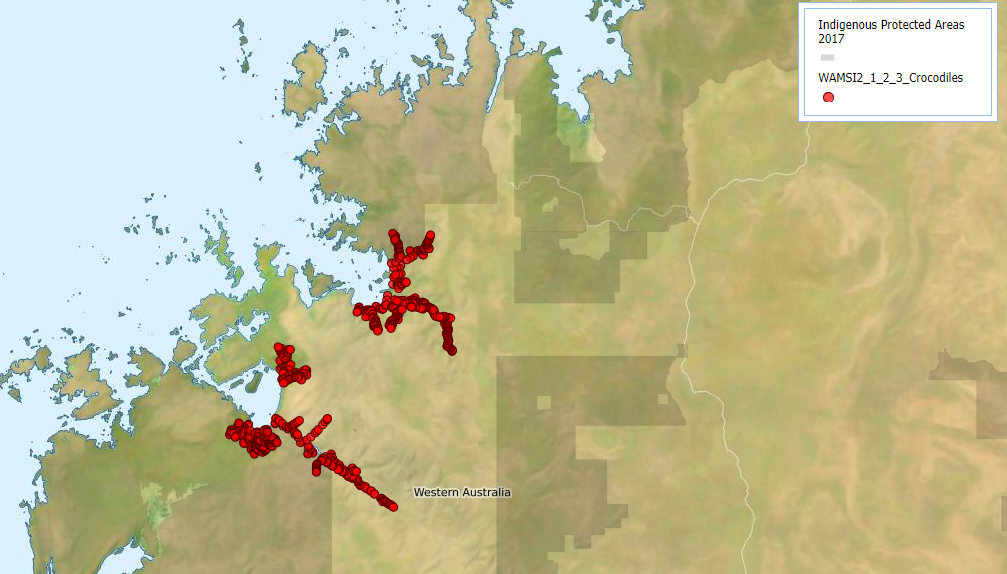 Indigenous Protected Areas
2017
WAMSI2_1_2_3_Crocodiles
Western Australia